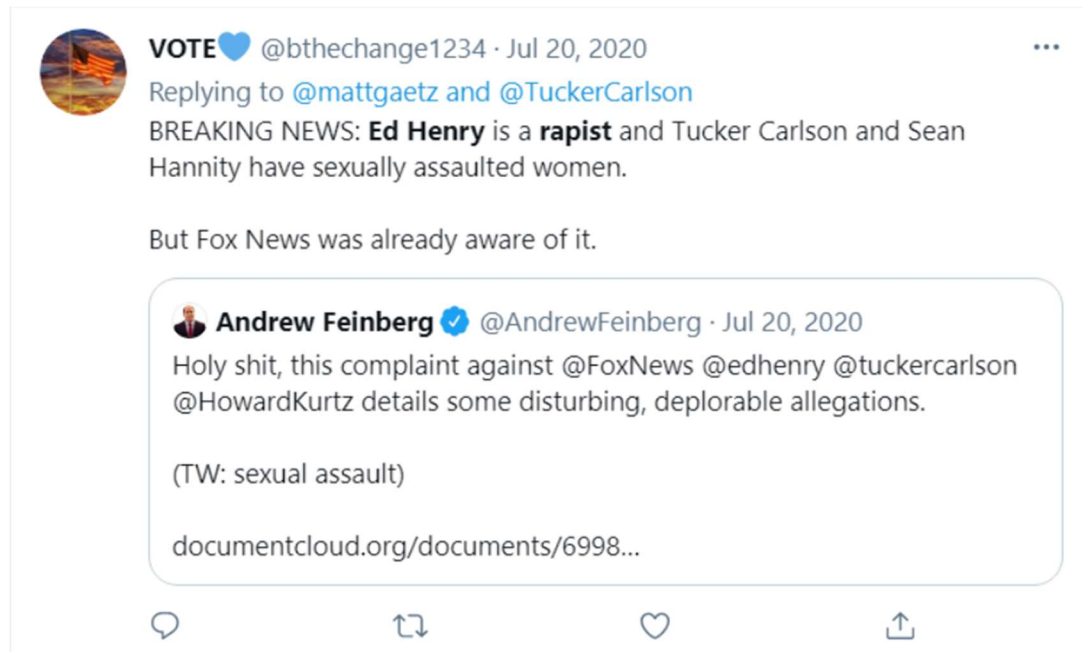 VOTE💙 @bthechange1234 · Jul 20, 2020
Replying to @mattgaetz and @TuckerCarlson
BREAKING NEWS: Ed Henry is a rapist and Tucker Carlson and Sean
Hannity have sexually assaulted women.
But Fox News was already aware of it.
Andrew Feinberg @AndrewFeinberg · Jul 20, 2020
Holy shit, this complaint against @FoxNews @edhenry @tuckercarlson
@HowardKurtz details some disturbing, deplorable allegations.
(TW: sexual assault)
documentcloud.org/documents/6998...